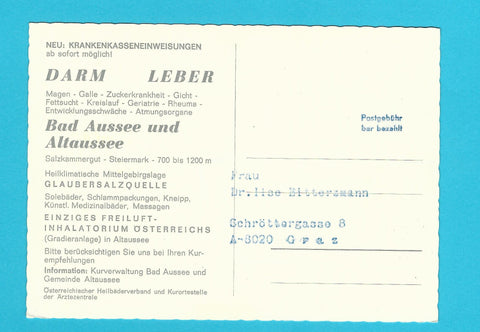 NEU: KRANKENKASSENEINWEISUNGEN
ab sofort möglich!
DARM LEBER
Magen - Galle - Zuckerkrankheit - Gicht -
Fettsucht - Kreislauf - Geriatrie - Rheuma -
Entwicklungsschwäche - Atmungsorgane
Bad Aussee und
Altaussee
Salzkammergut - Steiermark - 700 bis 1200 m
Heilklimatische Mittelgebirgslage
GLAUBERSALZQUELLE
Solebäder, Schlammpackungen, Kneipp,
Künstl. Medizinalbäder, Massagen
EINZIGES FREILUFT-
INHALATORIUM ÖSTERREICHS
(Gradieranlage) in Altaussee
Bitte berücksichtigen Sie uns bei Ihren Kur-
empfehlungen
Information: Kurverwaltung Bad Aussee und
Gemeinde Altaussee
Österreichischer Heilbäderverband und Kurortestelle
der Ärztezentrale
Postgebühr
bar bezahlt
Frau
Dr.Ilse Ritterzmann
Schröttergasse 8
A-8020 Graz